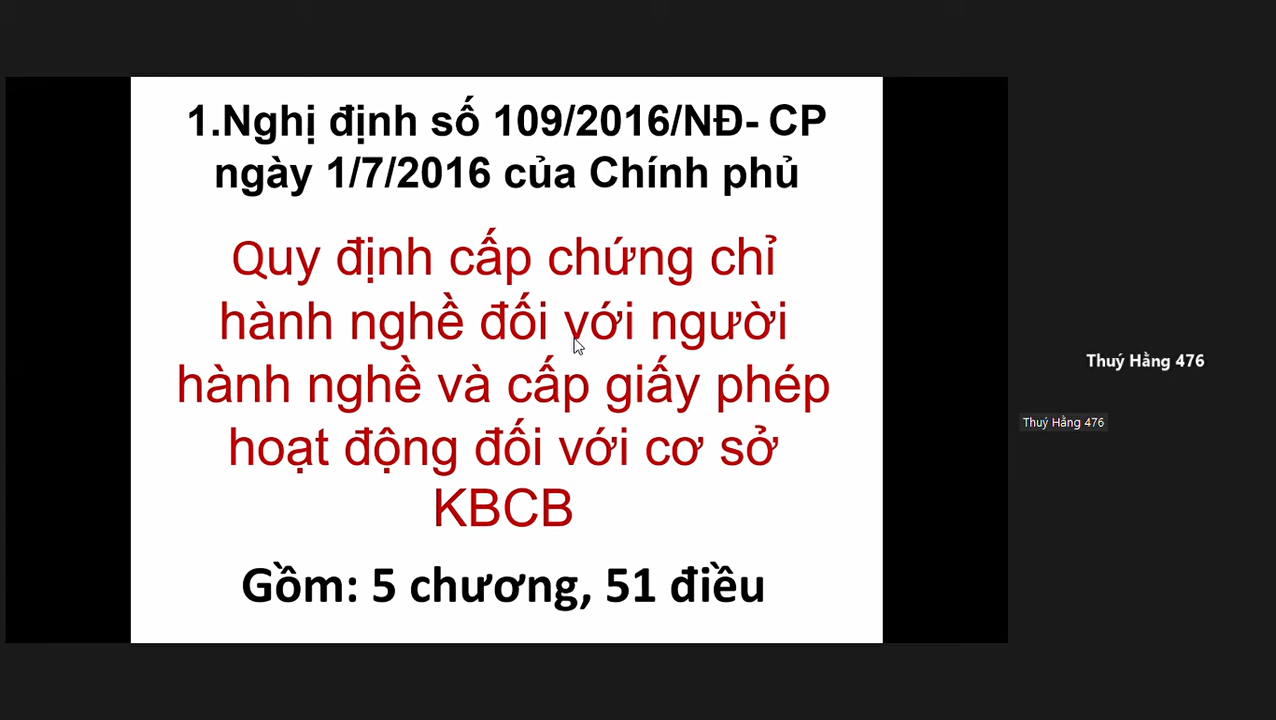 1.Nghị định số 109/2016/NĐ- CP
ngày 1/7/2016 của Chính phủ
Quy định cấp chứng chỉ
hành nghề đối với người
hành nghề và cấp giấy phép
hoạt động đối với cơ sở
KBCB
Gồm: 5 chương, 51 điều
Thuý Hằng 476
Thuý Hằng 476